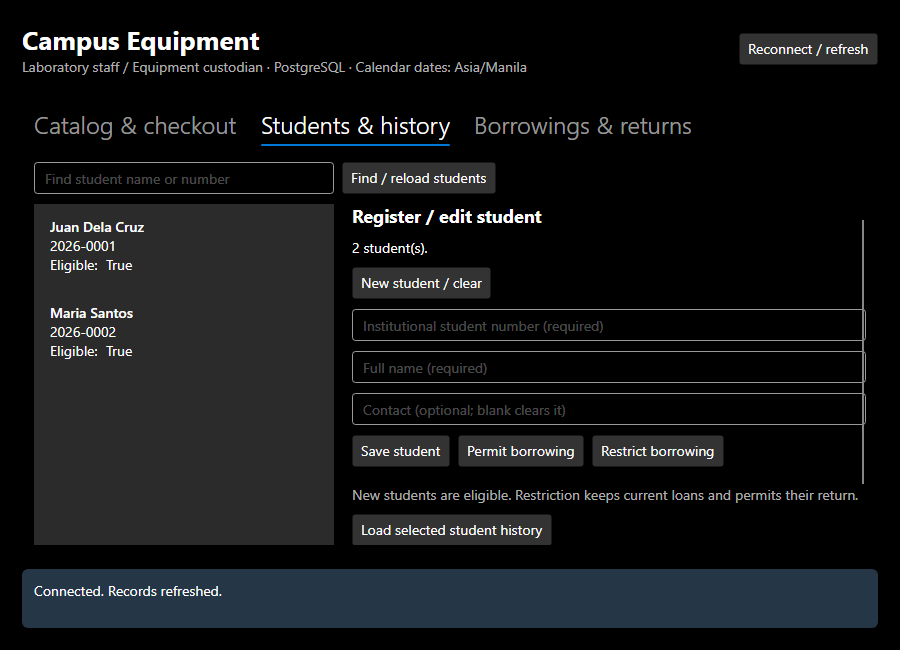 Campus Equipment
Laboratory staff / Equipment custodian · PostgreSQL · Calendar dates: Asia/Manila
Reconnect / refresh
Catalog & checkout
Students & history
Borrowings & returns
Find student name or number
Find / reload students
Juan Dela Cruz
2026-0001
Eligible: True
Maria Santos
2026-0002
Eligible: True
Register / edit student
2 student(s).
New student / clear
Institutional student number (required)
Full name (required)
Contact (optional; blank clears it)
Save student
Permit borrowing
Restrict borrowing
New students are eligible. Restriction keeps current loans and permits their return.
Load selected student history
Connected. Records refreshed.